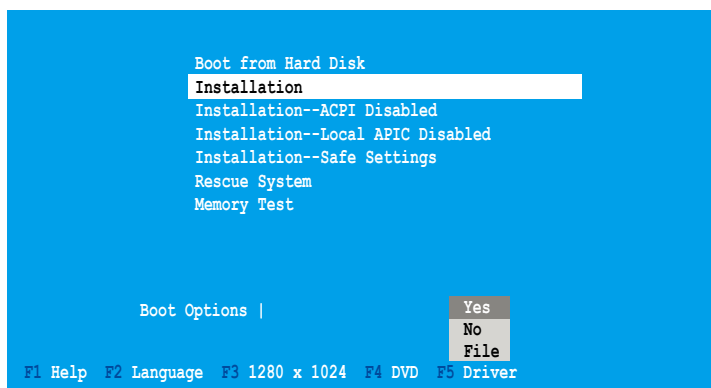 Boot from Hard Disk
Installation
Installation--ACPI Disabled
Installation--Local APIC Disabled
Installation--Safe Settings
Rescue System
Memory Test
Boot Options | Yes
No
File
F1 Help F2 Language F3 1280 x 1024 F4 DVD F5 Driver